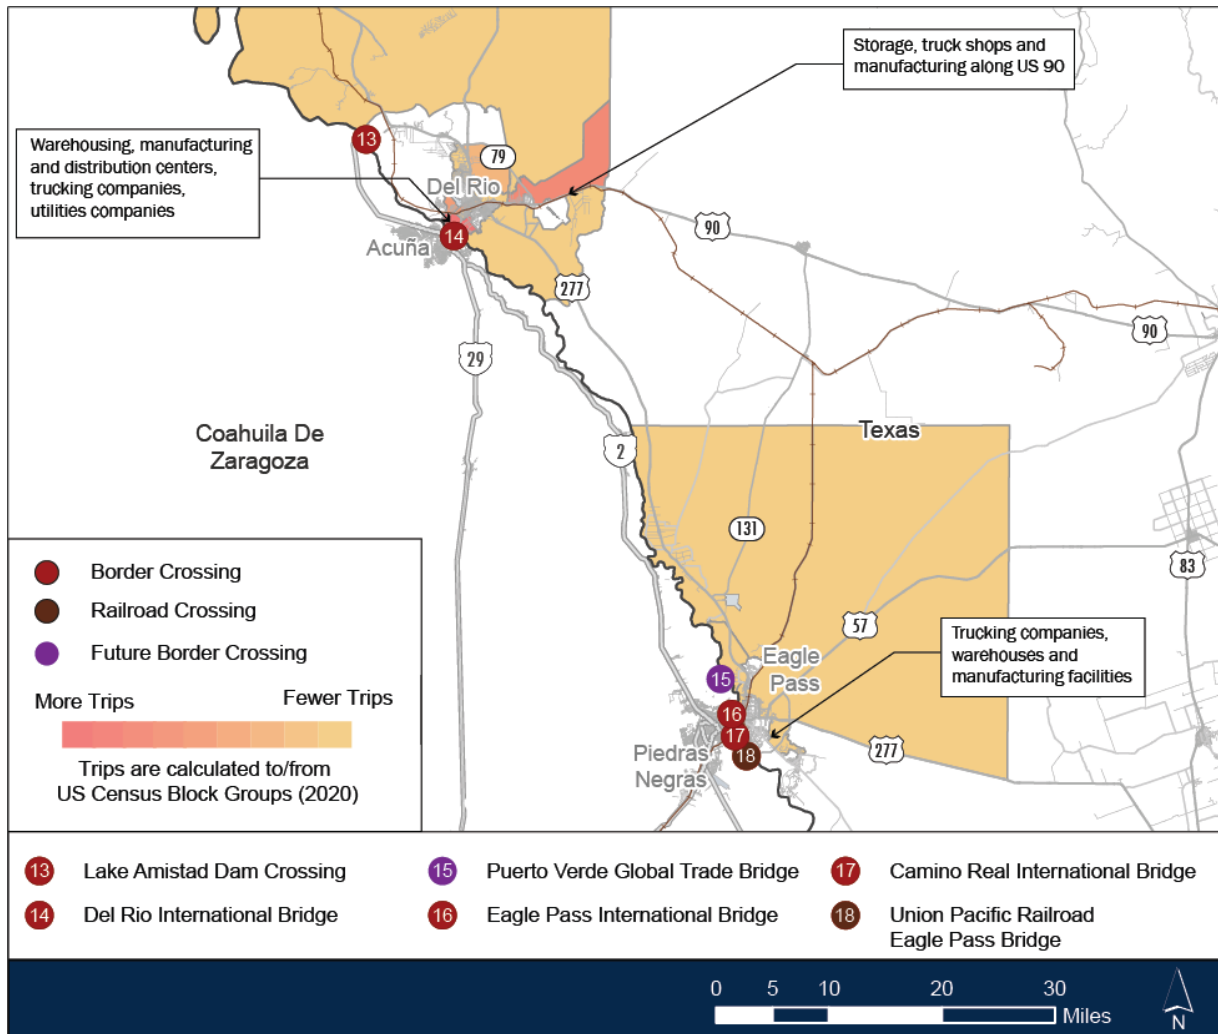 Storage, truck shops and
manufacturing along US 90
Warehousing, manufacturing
and distribution centers,
trucking companies,
utilities companies
13
79
Del Rio
14
Acuña
90
277
90
29
Coahuila De
Zaragoza
2
Texas
131
83
57
Trucking companies,
warehouses and
manufacturing facilities
Eagle
Pass
15
16
17
18
Piedras
Negras
277
Border Crossing
Railroad Crossing
Future Border Crossing
More Trips
Fewer Trips
Trips are calculated to/from
US Census Block Groups (2020)
13 Lake Amistad Dam Crossing
14 Del Rio International Bridge
15 Puerto Verde Global Trade Bridge
16 Eagle Pass International Bridge
17 Camino Real International Bridge
18 Union Pacific Railroad
Eagle Pass Bridge
0 5 10 20 30
Miles
N